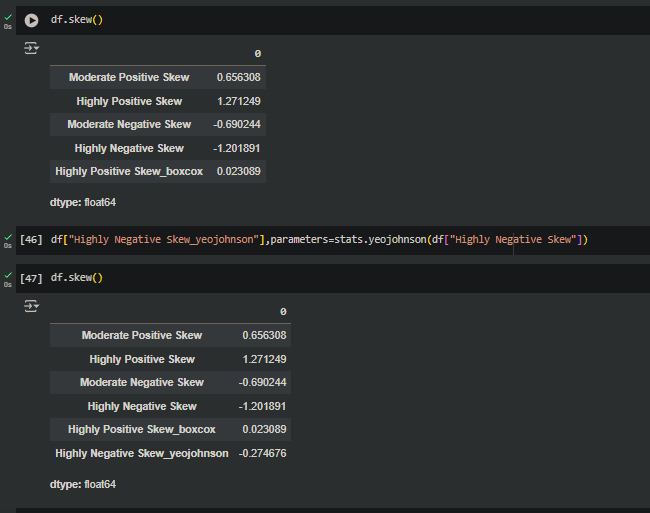 df.skew()
0s
0
Moderate Positive Skew 0.656308
Highly Positive Skew 1.271249
Moderate Negative Skew -0.690244
Highly Negative Skew -1.201891
Highly Positive Skew_boxcox 0.023089
dtype: float64
[46] df["Highly Negative Skew_yeojohnson"],parameters=stats.yeojohnson(df["Highly Negative Skew"])
0s
[47] df.skew()
0s
0
Moderate Positive Skew 0.656308
Highly Positive Skew 1.271249
Moderate Negative Skew -0.690244
Highly Negative Skew -1.201891
Highly Positive Skew_boxcox 0.023089
Highly Negative Skew_yeojohnson -0.274676
dtype: float64